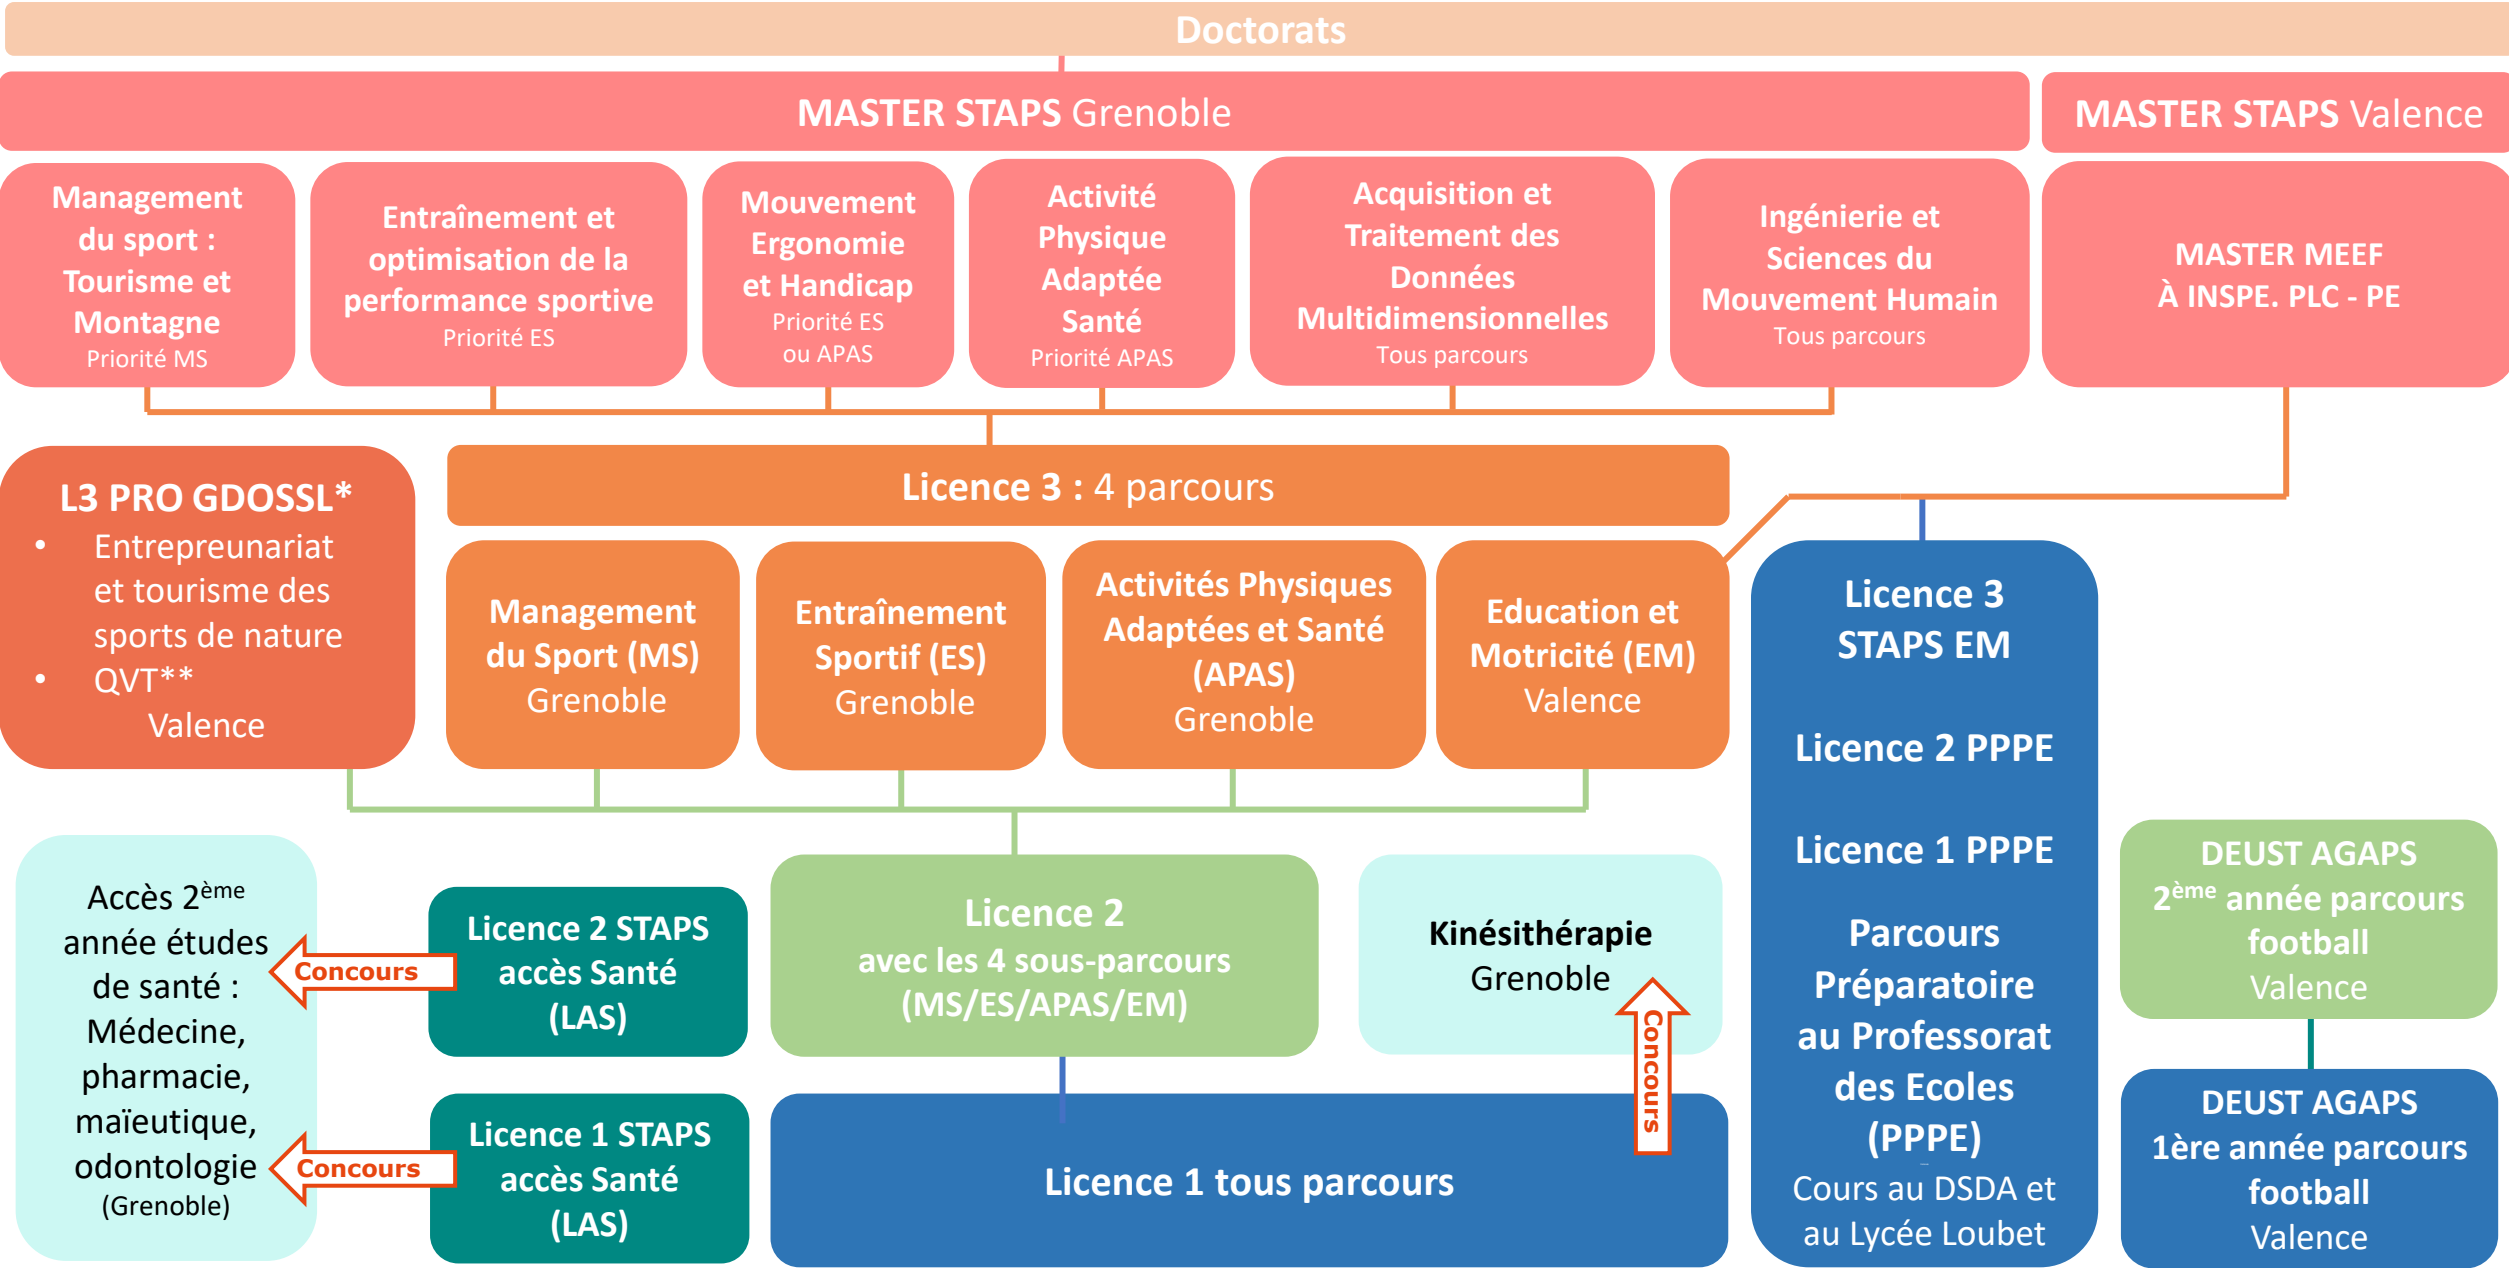 Doctorats
MASTER STAPS Grenoble
MASTER STAPS Valence
Management
du sport :
Tourisme et
Montagne
Priorité MS
Entraînement et
optimisation de la
performance sportive
Priorité ES
Mouvement
Ergonomie
et Handicap
Priorité ES
ou APAS
Activité
Physique
Adaptée
Santé
Priorité APAS
Acquisition et
Traitement des
Données
Multidimensionnelles
Tous parcours
Ingénierie et
Sciences du
Mouvement Humain
Tous parcours
MASTER MEEF
À INSPE. PLC - PE
L3 PRO GDOSSL*
• Entrepreunariat
et tourisme des
sports de nature
• QVT**
Valence
Licence 3 : 4 parcours
Management
du Sport (MS)
Grenoble
Entraînement
Sportif (ES)
Grenoble
Activités Physiques
Adaptées et Santé
(APAS)
Grenoble
Education et
Motricité (EM)
Valence
Licence 3
STAPS EM
Licence 2 PPPE
Licence 1 PPPE
Parcours
Préparatoire
au Professorat
des Ecoles
(PPPE)
Cours au DSDA et
au Lycée Loubet
Accès 2ème
année études
de santé :
Médecine,
pharmacie,
maïeutique,
odontologie
(Grenoble)
Concours
Concours
Licence 2 STAPS
accès Santé
(LAS)
Licence 1 STAPS
accès Santé
(LAS)
Licence 2
avec les 4 sous-parcours
(MS/ES/APAS/EM)
Kinésithérapie
Grenoble
Concours
Licence 1 tous parcours
DEUST AGAPS
2ème année parcours
football
Valence
DEUST AGAPS
1ère année parcours
football
Valence